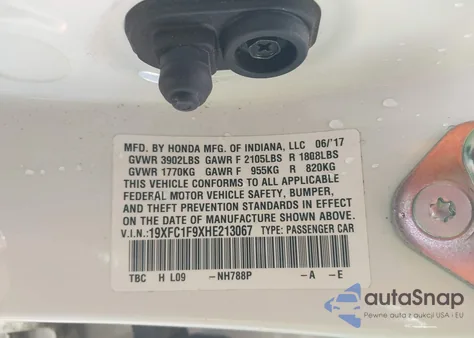 MFD. BY HONDA MFG. OF INDIANA, LLC 06/'17
GVWR 3902LBS GAWR F 2105LBS R 1808LBS
GVWR 1770KG GAWR F 955KG R 820KG
THIS VEHICLE CONFORMS TO ALL APPLICABLE
FEDERAL MOTOR VEHICLE SAFETY, BUMPER,
AND THEFT PREVENTION STANDARDS IN EFFECT
ON THE DATE OF MANUFACTURE SHOWN ABOVE.
V.I.N.:19XFC1F9XHE213067 TYPE: PASSENGER CAR
TBC H L09 -NH788P -A -E
autoSnap
Pewne auta z aukcji USA i EU